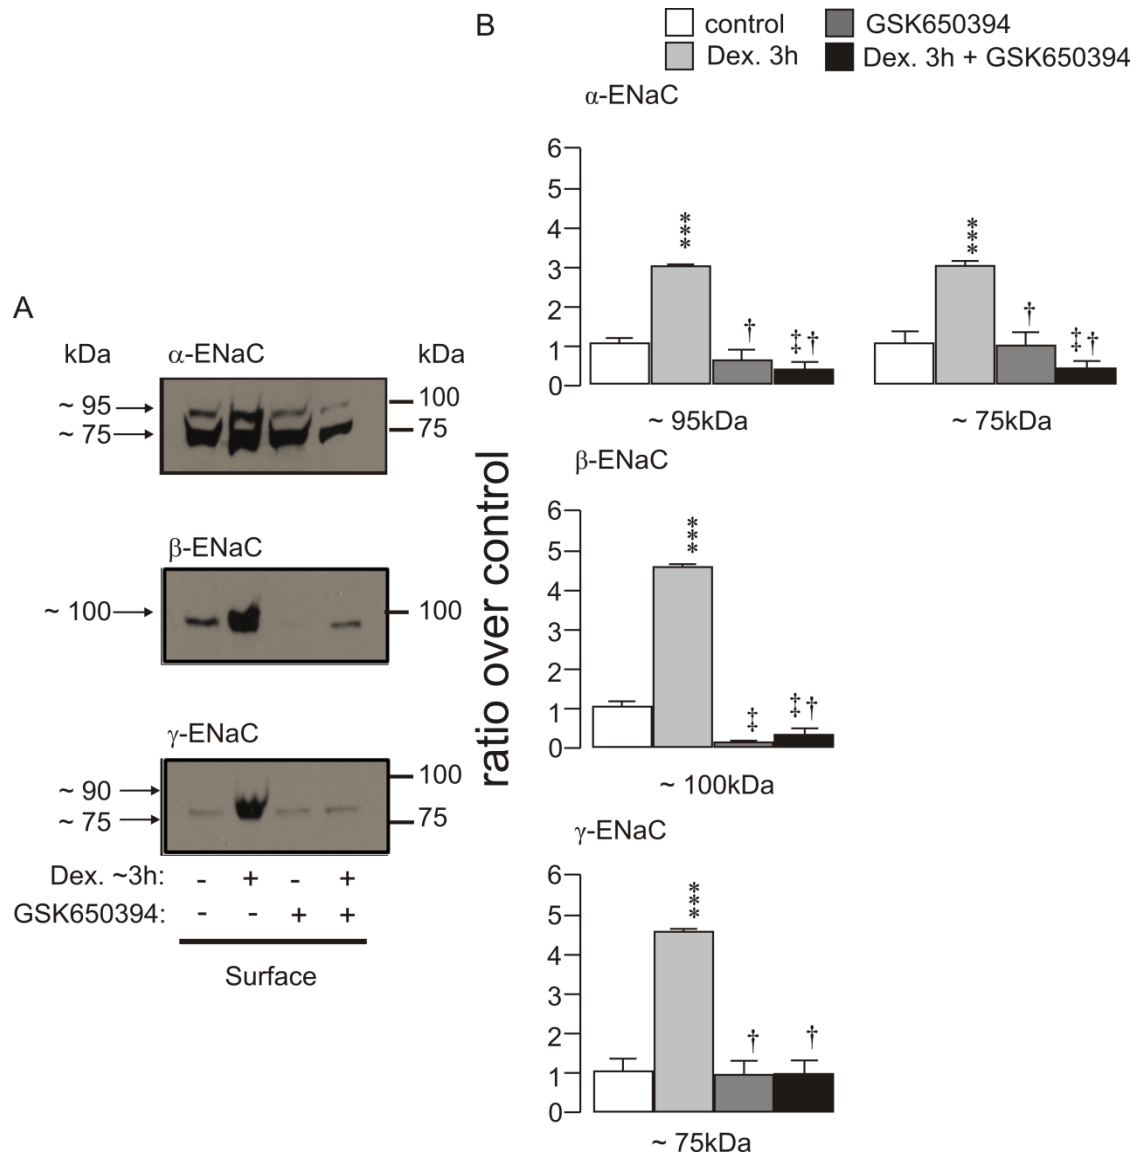 A
kDa α-ENaC kDa
~ 95 100
~ 75 75
β-ENaC
~ 100 100
γ-ENaC
~ 90 100
~ 75 75
Dex. ~3h: - + - +
GSK650394: - - + +
Surface
B
control GSK650394
Dex. 3h Dex. 3h + GSK650394
ratio over control
α-ENaC
6
5
4
3
2
1
0
*** † ‡†
~ 95kDa
*** † ‡†
~ 75kDa
β-ENaC
6
5
4
3
2
1
0
*** ‡ ‡†
~ 100kDa
γ-ENaC
6
5
4
3
2
1
0
*** † †
~ 75kDa